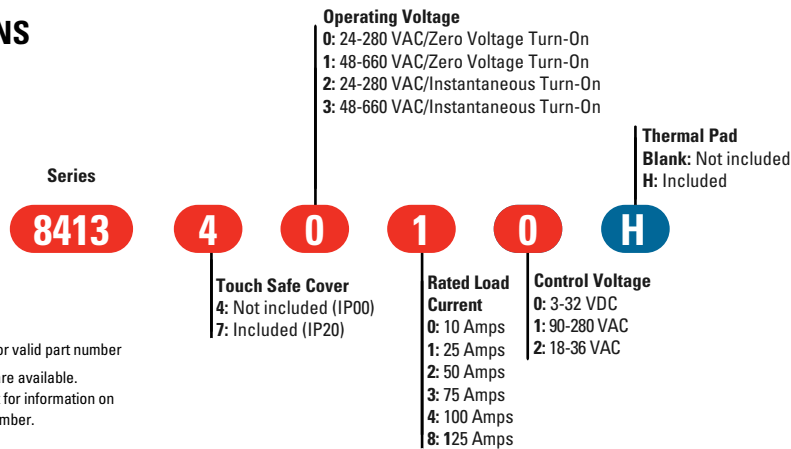 NS
Operating Voltage
0: 24-280 VAC/Zero Voltage Turn-On
1: 48-660 VAC/Zero Voltage Turn-On
2: 24-280 VAC/Instantaneous Turn-On
3: 48-660 VAC/Instantaneous Turn-On
Thermal Pad
Blank: Not included
H: Included
Series
8413 4 0 1 0 H
Touch Safe Cover
4: Not included (IP00)
7: Included (IP20)
Rated Load
Current
0: 10 Amps
1: 25 Amps
2: 50 Amps
3: 75 Amps
4: 100 Amps
8: 125 Amps
Control Voltage
0: 3-32 VDC
1: 90-280 VAC
2: 18-36 VAC
or valid part number
re available.
for information on
mber.